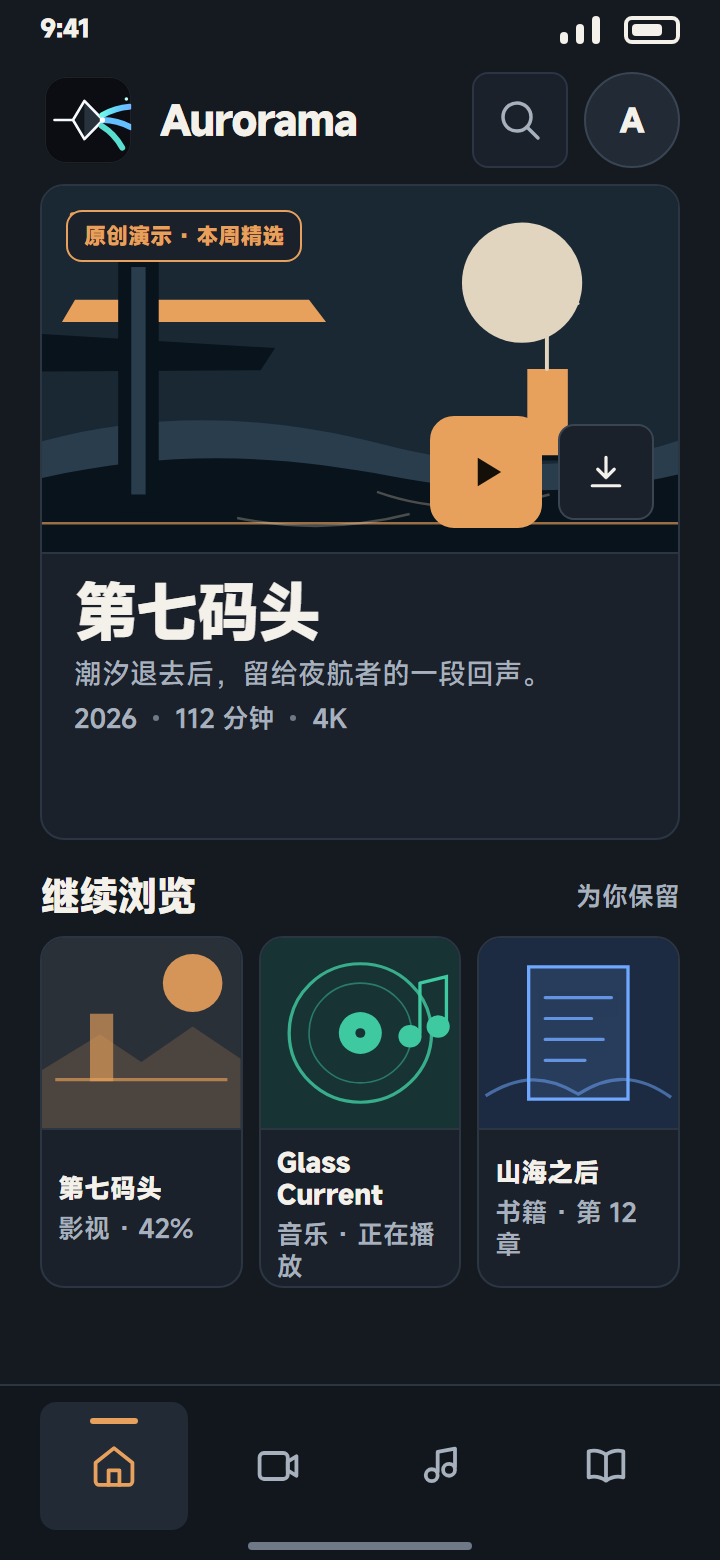 9:41
Aurorama
A
原创演示 · 本周精选
第七码头
潮汐退去后，留给夜航者的一段回声。
2026 · 112 分钟 · 4K
继续浏览
为你保留
第七码头
影视 · 42%
Glass
Current
音乐 · 正在播
放
山海之后
书籍 · 第 12
章